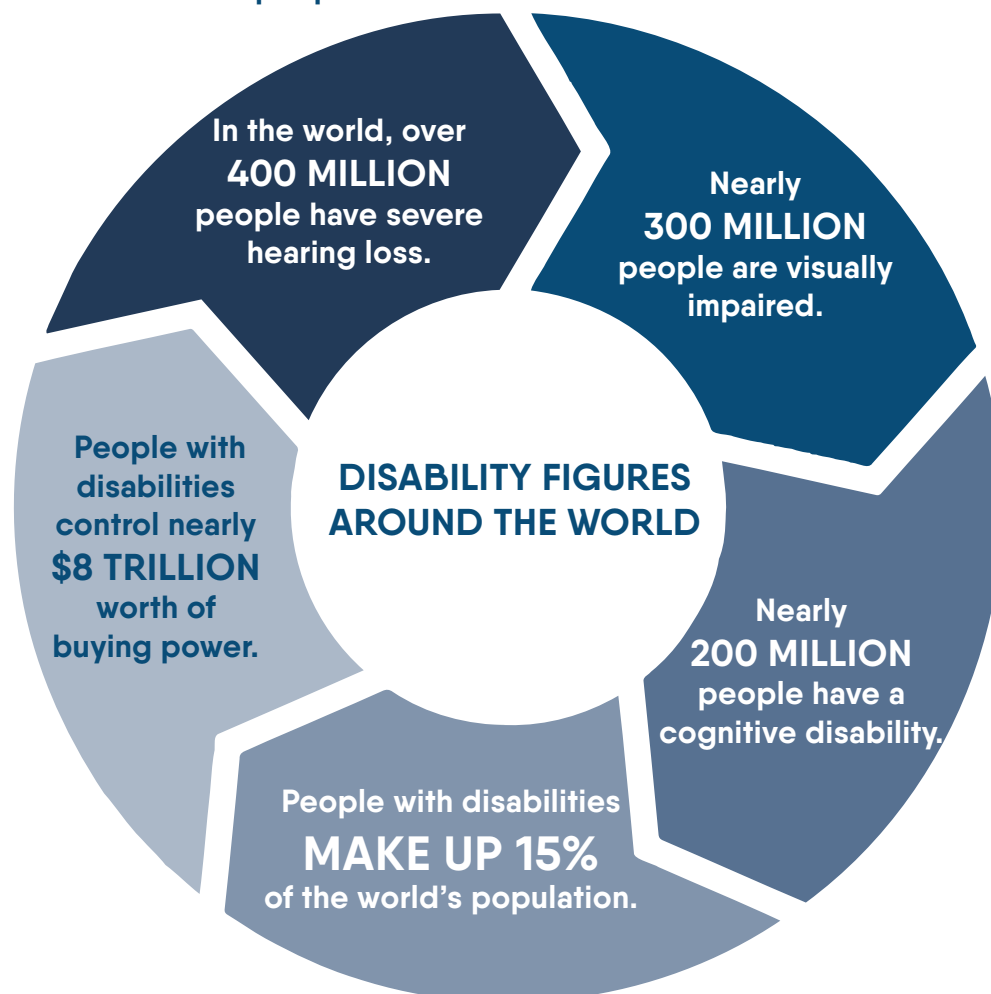 DISABILITY FIGURES
AROUND THE WORLD
In the world, over
400 MILLION
people have severe
hearing loss.
Nearly
300 MILLION
people are visually
impaired.
Nearly
200 MILLION
people have a
cognitive disability.
People with disabilities
MAKE UP 15%
of the world’s population.
People with
disabilities
control nearly
$8 TRILLION
worth of
buying power.